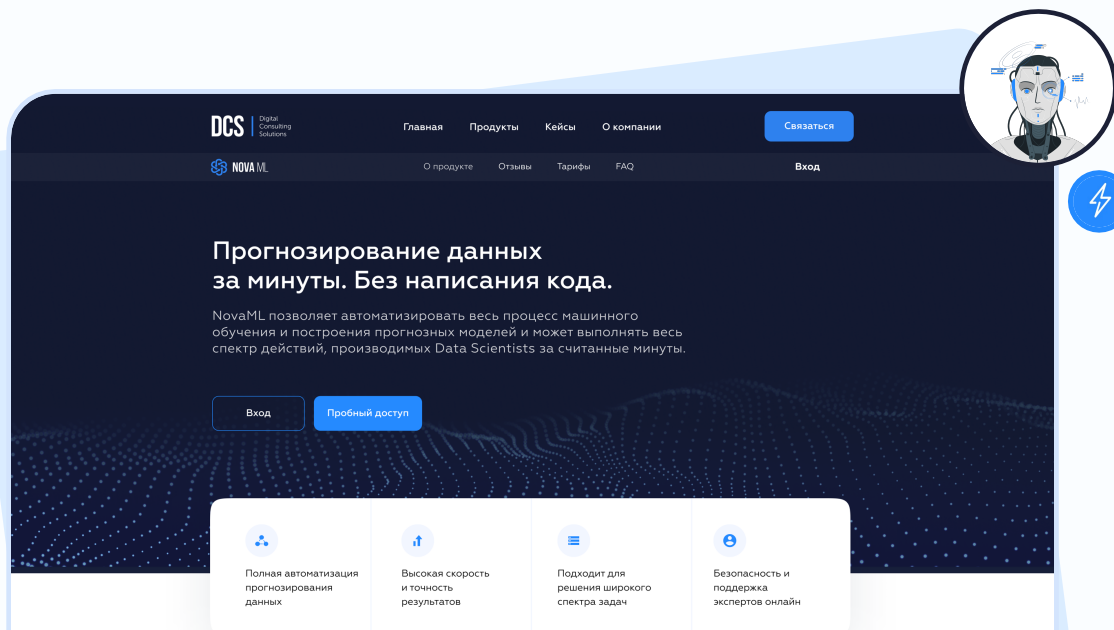 DCS
Digital
Consulting
Solutions
Главная Продукты Кейсы О компании
Связаться
NOVA ML
О продукте Отзывы Тарифы FAQ
Вход
Прогнозирование данных
за минуты. Без написания кода.
NovaML позволяет автоматизировать весь процесс машинного
обучения и построения прогнозных моделей и может выполнять весь
спектр действий, производимых Data Scientists за считанные минуты.
Вход
Пробный доступ
Полная автоматизация
прогнозирования
данных
Высокая скорость
и точность
результатов
Подходит для
решения широкого
спектра задач
Безопасность и
поддержка
экспертов онлайн